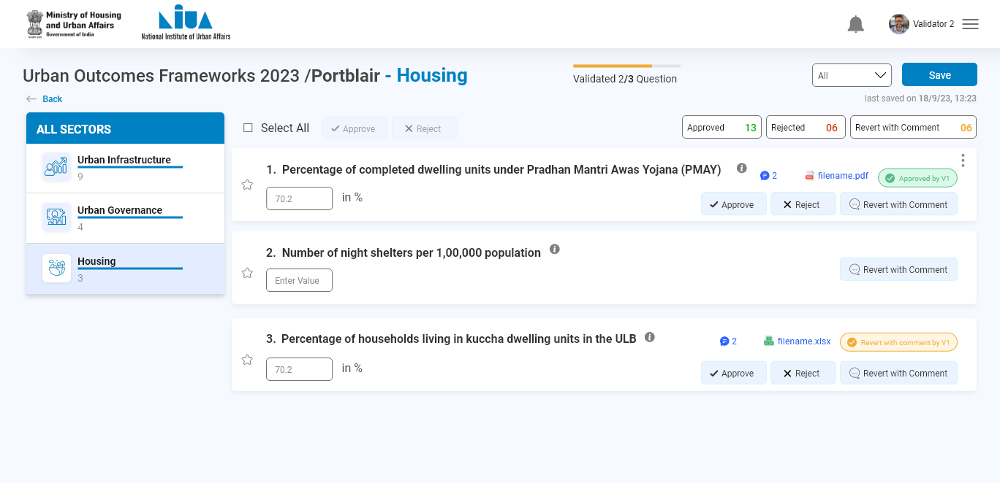 Ministry of Housing
and Urban Affairs
Government of India
NIUA
National Institute of Urban Affairs
Validator 2
Urban Outcomes Frameworks 2023 /Portblair - Housing
Validated 2/3 Question
All
Save
Back
last saved on 18/9/23, 13:23
ALL SECTORS
Urban Infrastructure
9
Urban Governance
4
Housing
3
Select All
Approve
Reject
Approved 13
Rejected 06
Revert with Comment 06
1. Percentage of completed dwelling units under Pradhan Mantri Awas Yojana (PMAY)
2
filename.pdf
Approved by V1
70.2
in %
Approve
Reject
Revert with Comment
2. Number of night shelters per 1,00,000 population
Enter Value
Revert with Comment
3. Percentage of households living in kuccha dwelling units in the ULB
2
filename.xlsx
Revert with comment by V1
70.2
in %
Approve
Reject
Revert with Comment